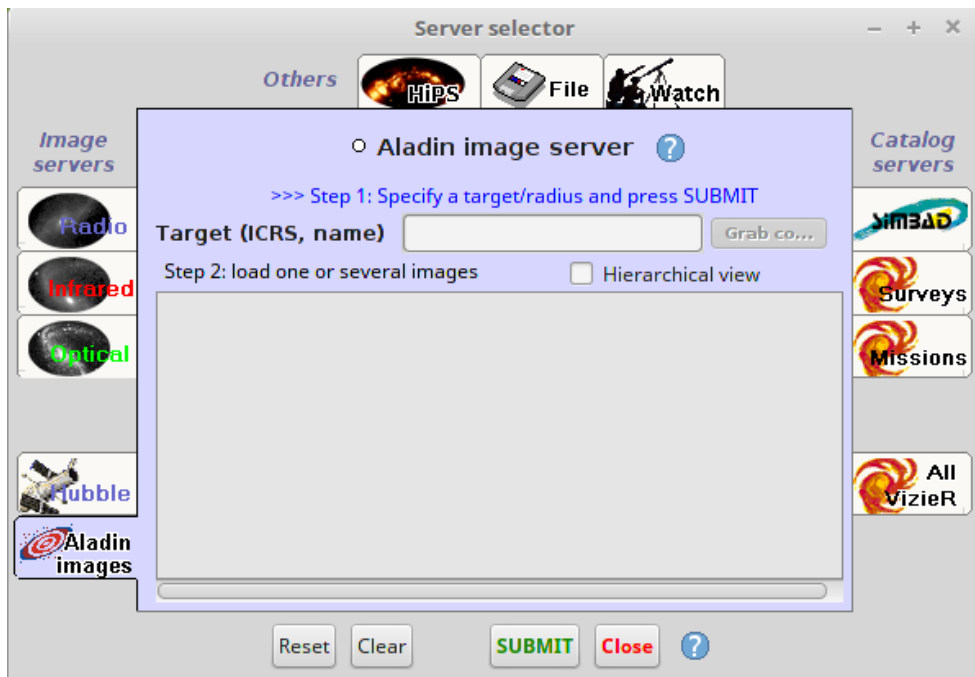 Server selector
Others
HiPS
File
Watch
Image
servers
Catalog
servers
Aladin image server ?
>>> Step 1: Specify a target/radius and press SUBMIT
Target (ICRS, name)
Grab co...
Step 2: load one or several images
Hierarchical view
Radio
Infrared
Optical
Hubble
Aladin
images
SIMBAD
Surveys
Missions
All
VizieR
Reset
Clear
SUBMIT
Close
?